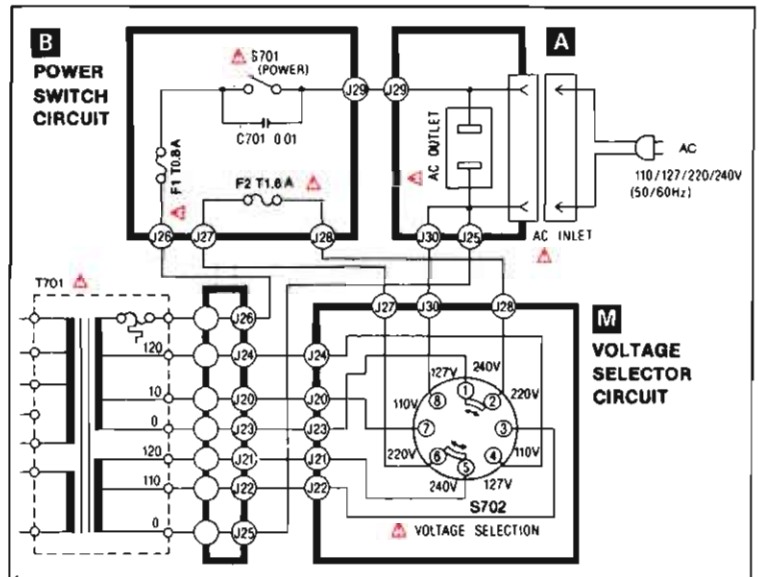 B
POWER
SWITCH
CIRCUIT
S701
(POWER)
C701 0.01
F1 T0.8A
F2 T1.6A
J29
J29
J26
J27
J28
A
AC OUTLET
J30
J25
AC INLET
AC
110/127/220/240V
(50/60Hz)
T701
120
10
0
120
110
0
J26
J24
J20
J23
J21
J22
J25
J24
J20
J23
J21
J22
J27
J30
J28
M
VOLTAGE
SELECTOR
CIRCUIT
127V
240V
110V
220V
8
1
2
7
3
6
5
4
220V
110V
240V
127V
S702
VOLTAGE SELECTION